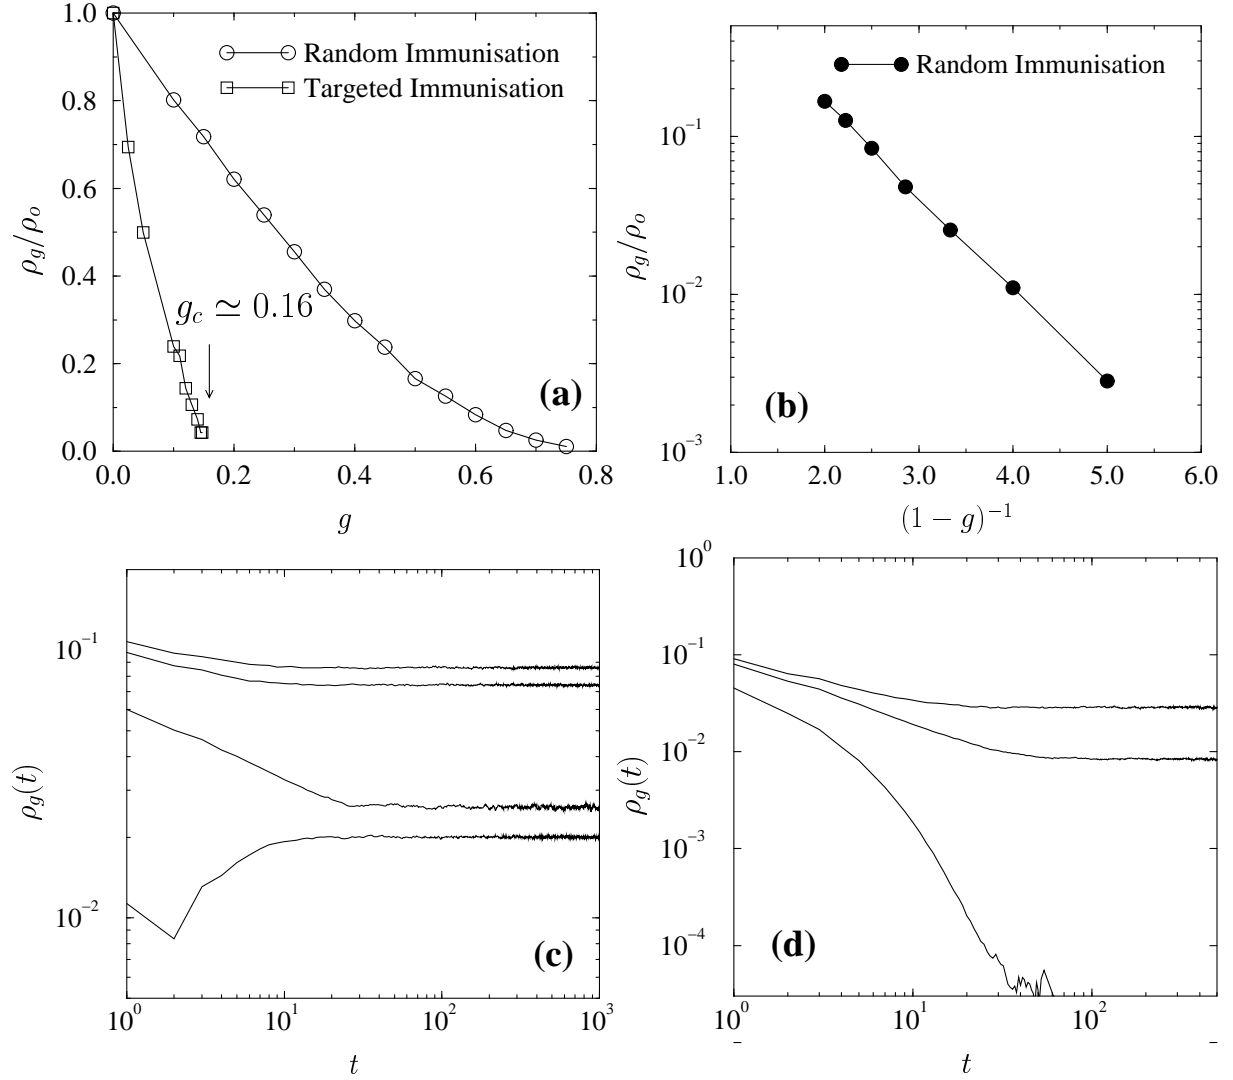 1.0
0.8
0.6
0.4
0.2
0.0
ρ_g/ρ_o
Random Immunisation
Targeted Immunisation
g_c ≃ 0.16
(a)
0.0 0.2 0.4 0.6 0.8
g
10^-1
10^-2
10^-3
ρ_g/ρ_o
Random Immunisation
(b)
1.0 2.0 3.0 4.0 5.0 6.0
(1 − g)^−1
10^-1
10^-2
ρ_g(t)
(c)
10^0 10^1 10^2 10^3
t
10^0
10^-1
10^-2
10^-3
10^-4
ρ_g(t)
(d)
10^0 10^1 10^2
t